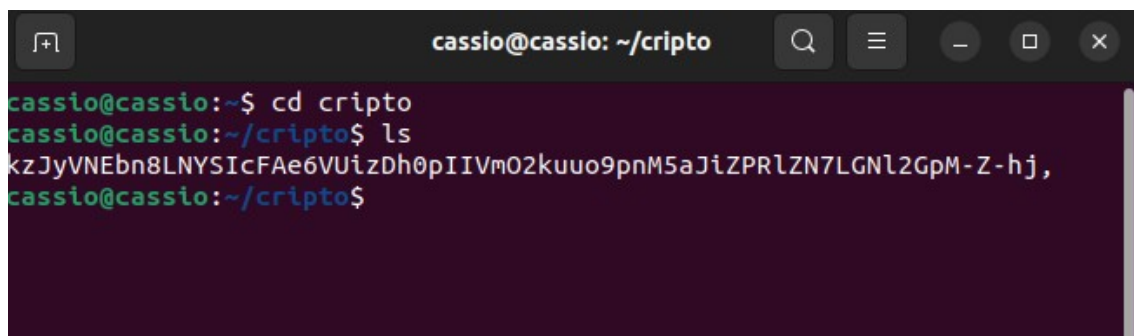 cassio@cassio: ~/cripto
cassio@cassio:~$ cd cripto
cassio@cassio:~/cripto$ ls
kzJyVNEbn8LNYSIcFAe6VUizDh0pIIVmO2kuuo9pnM5aJiZPRlZN7LGNl2GpM-Z-hj,
cassio@cassio:~/cripto$